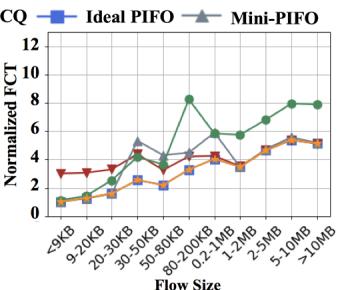 CQ Ideal PIFO Mini-PIFO
12
10
8
6
4
2
0
Normalized FCT
<9KB 9-20KB 20-30KB 30-50KB 50-80KB 80-200KB 0.2-1MB 1-2MB 2-5MB 5-10MB >10MB
Flow Size